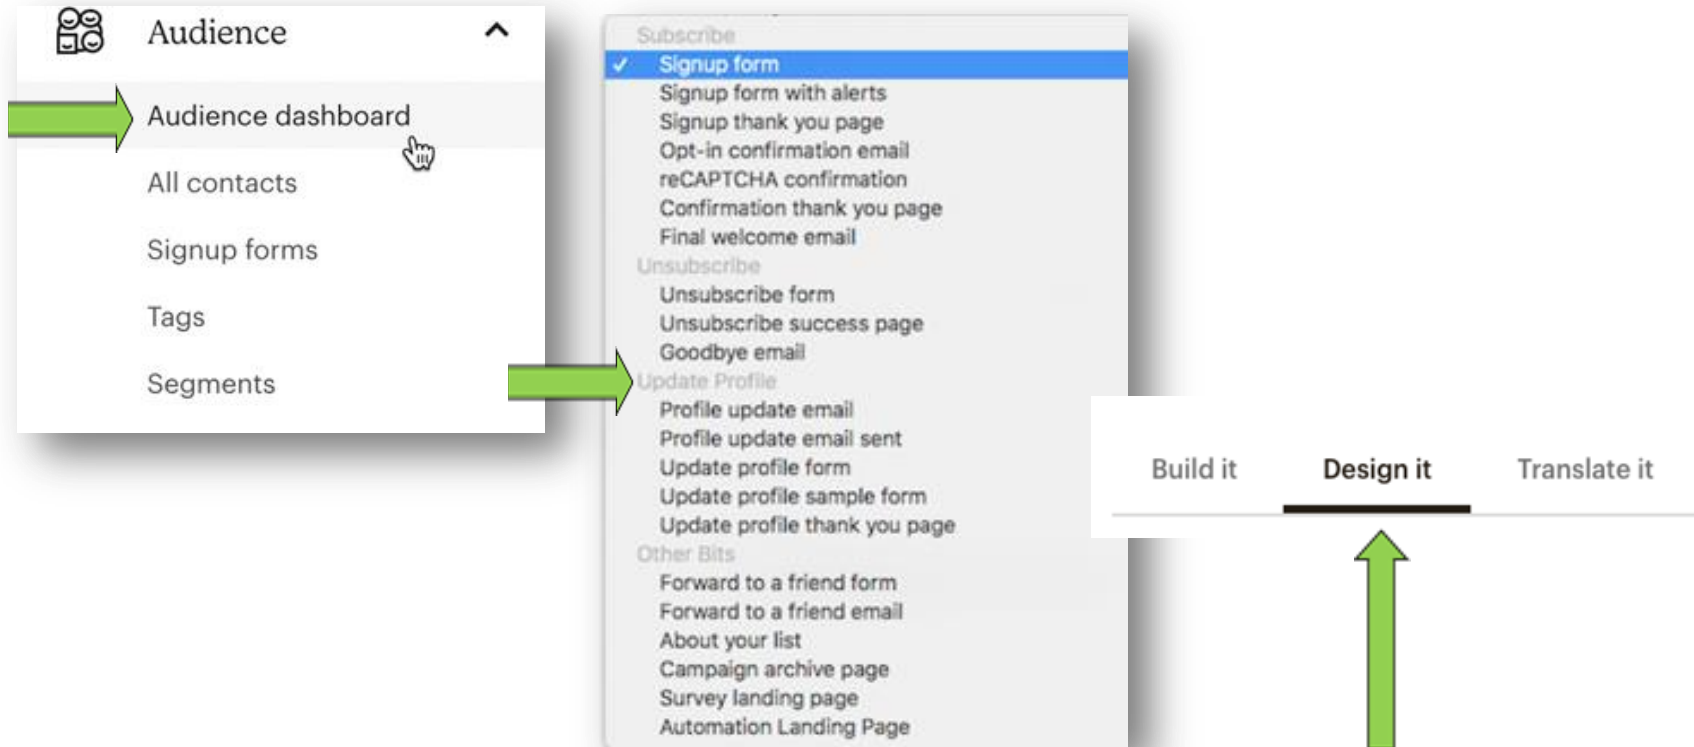 Audience
Audience dashboard
All contacts
Signup forms
Tags
Segments
Subscribe
✓ Signup form
Signup form with alerts
Signup thank you page
Opt-in confirmation email
reCAPTCHA confirmation
Confirmation thank you page
Final welcome email
Unsubscribe
Unsubscribe form
Unsubscribe success page
Goodbye email
Update Profile
Profile update email
Profile update email sent
Update profile form
Update profile sample form
Update profile thank you page
Other Bits
Forward to a friend form
Forward to a friend email
About your list
Campaign archive page
Survey landing page
Automation Landing Page
Build it Design it Translate it